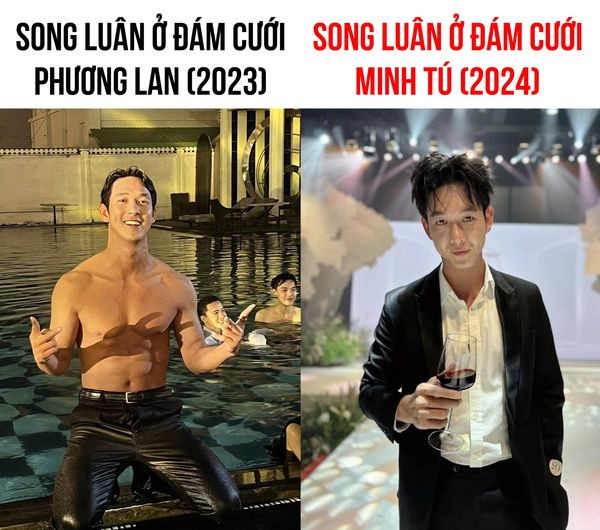 SONG LUÂN Ở ĐÁM CƯỚI
PHƯƠNG LAN (2023)
SONG LUÂN Ở ĐÁM CƯỚI
MINH TÚ (2024)